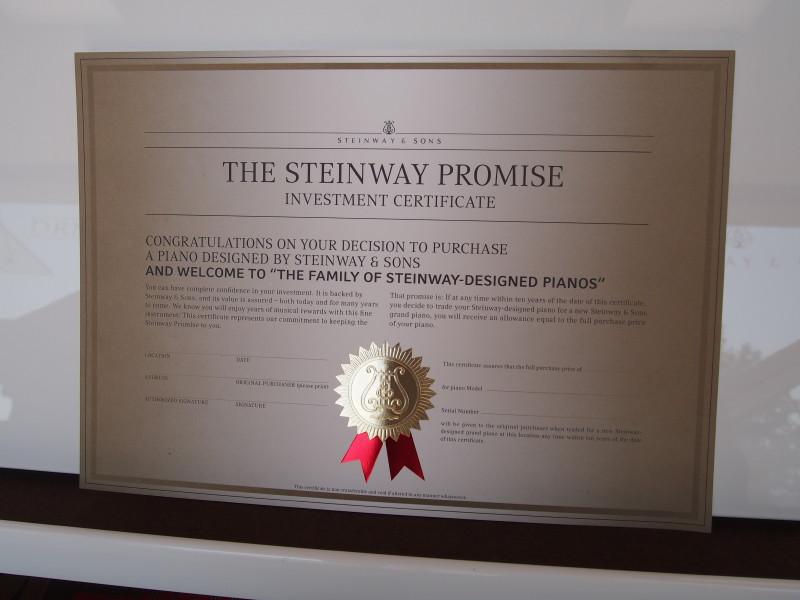 STEINWAY & SONS
THE STEINWAY PROMISE
INVESTMENT CERTIFICATE
CONGRATULATIONS ON YOUR DECISION TO PURCHASE
A PIANO DESIGNED BY STEINWAY & SONS
AND WELCOME TO “THE FAMILY OF STEINWAY-DESIGNED PIANOS”
You can have complete confidence in your investment. It is backed by
Steinway & Sons, and its value is assured – both today and for many years
to come. We know you will enjoy years of musical rewards with this fine
instrument. This certificate represents our commitment to keeping the
Steinway Promise to you.
That promise is: If at any time within ten years of the date of this certificate,
you decide to trade your Steinway-designed piano for a new Steinway & Sons
grand piano, you will receive an allowance equal to the full purchase price
of your piano.
LOCATION DATE
ADDRESS ORIGINAL PURCHASER (please print)
AUTHORIZED SIGNATURE SIGNATURE
This certificate assures that the full purchase price of
for piano Model
Serial Number
will be given to the original purchaser when traded for a new Steinway-
designed grand piano at this location any time within ten years of the date
of this certificate.
This certificate is non-transferable and void if altered in any manner whatsoever.